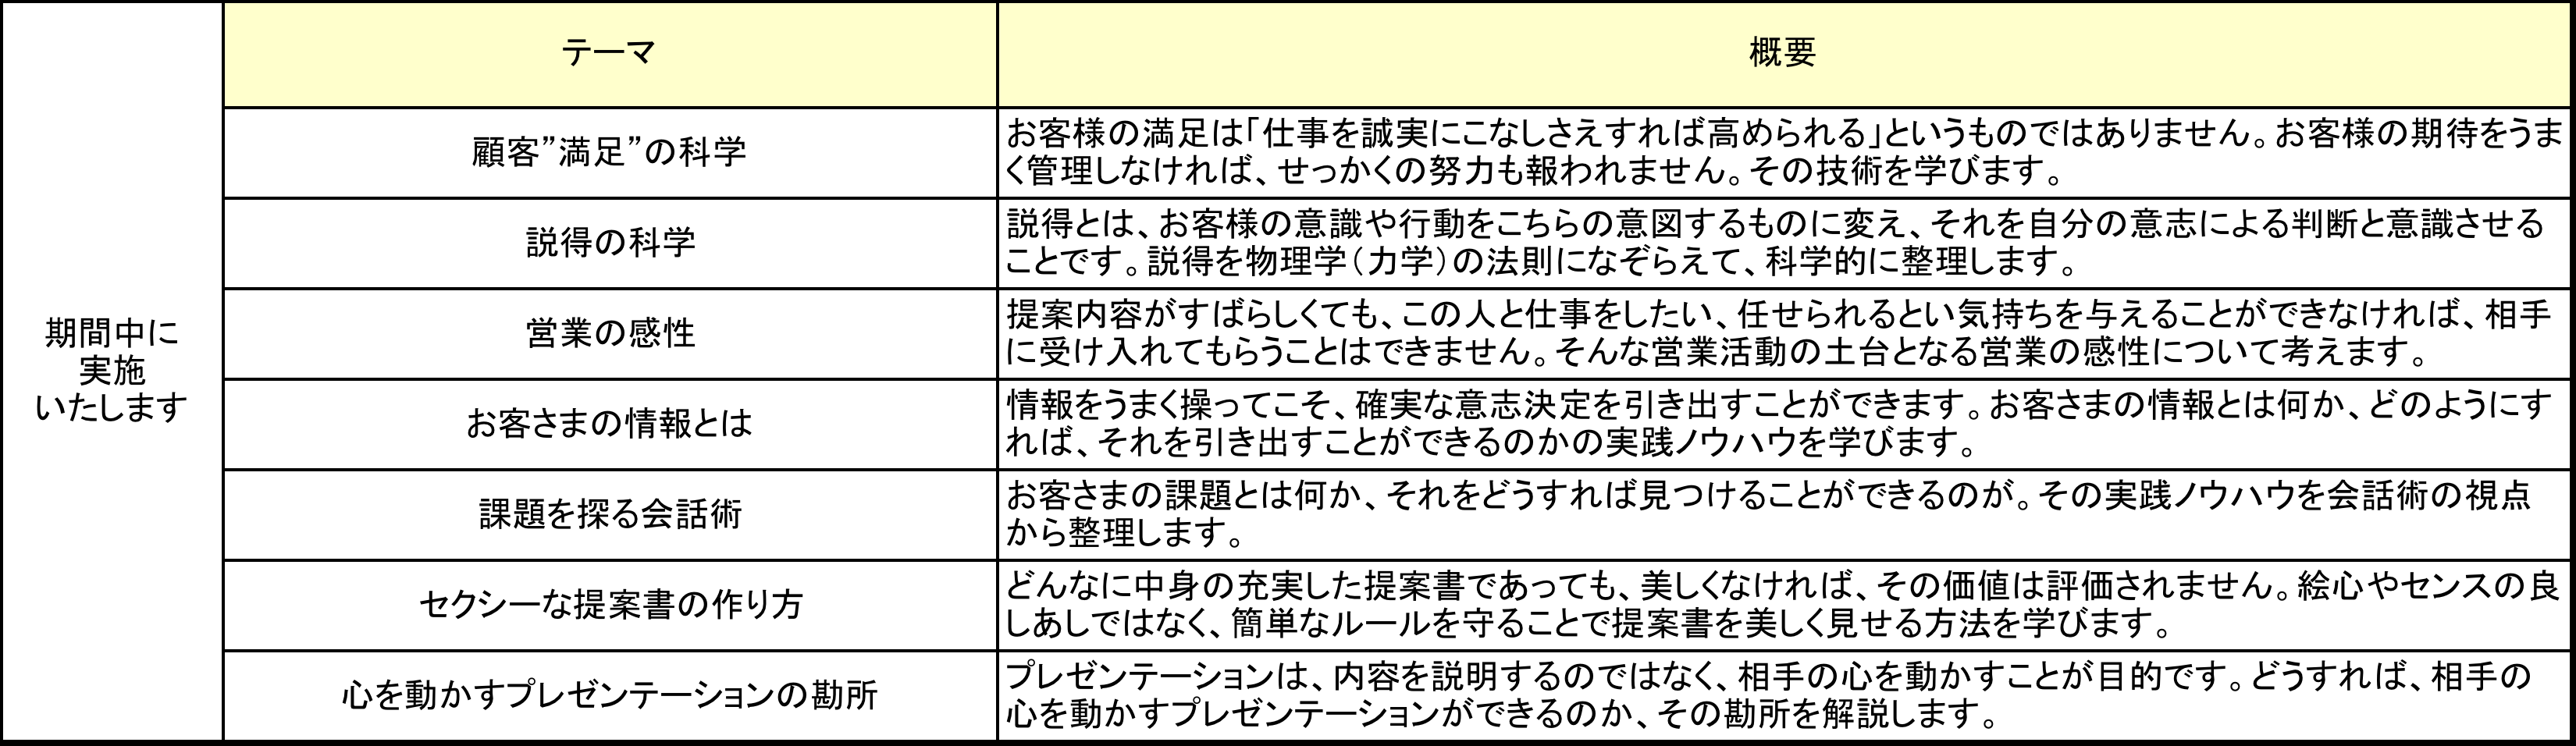 テーマ
概要
期間中に
実施
いたします
顧客”満足”の科学
お客様の満足は「仕事を誠実にこなしさえすれば高められる」というものではありません。お客様の期待をうま
く管理しなければ、せっかくの努力も報われません。その技術を学びます。
説得の科学
説得とは、お客様の意識や行動をこちらの意図するものに変え、それを自分の意志による判断と意識させる
ことです。説得を物理学（力学）の法則になぞらえて、科学的に整理します。
営業の感性
提案内容がすばらしくても、この人と仕事をしたい、任せられるとい気持ちを与えることができなければ、相手
に受け入れてもらうことはできません。そんな営業活動の土台となる営業の感性について考えます。
お客さまの情報とは
情報をうまく操ってこそ、確実な意志決定を引き出すことができます。お客さまの情報とは何か、どのようにす
れば、それを引き出すことができるのかの実践ノウハウを学びます。
課題を探る会話術
お客さまの課題とは何か、それをどうすれば見つけることができるのが。その実践ノウハウを会話術の視点
から整理します。
セクシーな提案書の作り方
どんなに中身の充実した提案書であっても、美しくなければ、その価値は評価されません。絵心やセンスの良
しあしではなく、簡単なルールを守ることで提案書を美しく見せる方法を学びます。
心を動かすプレゼンテーションの勘所
プレゼンテーションは、内容を説明するのではなく、相手の心を動かすことが目的です。どうすれば、相手の
心を動かすプレゼンテーションができるのか、その勘所を解説します。